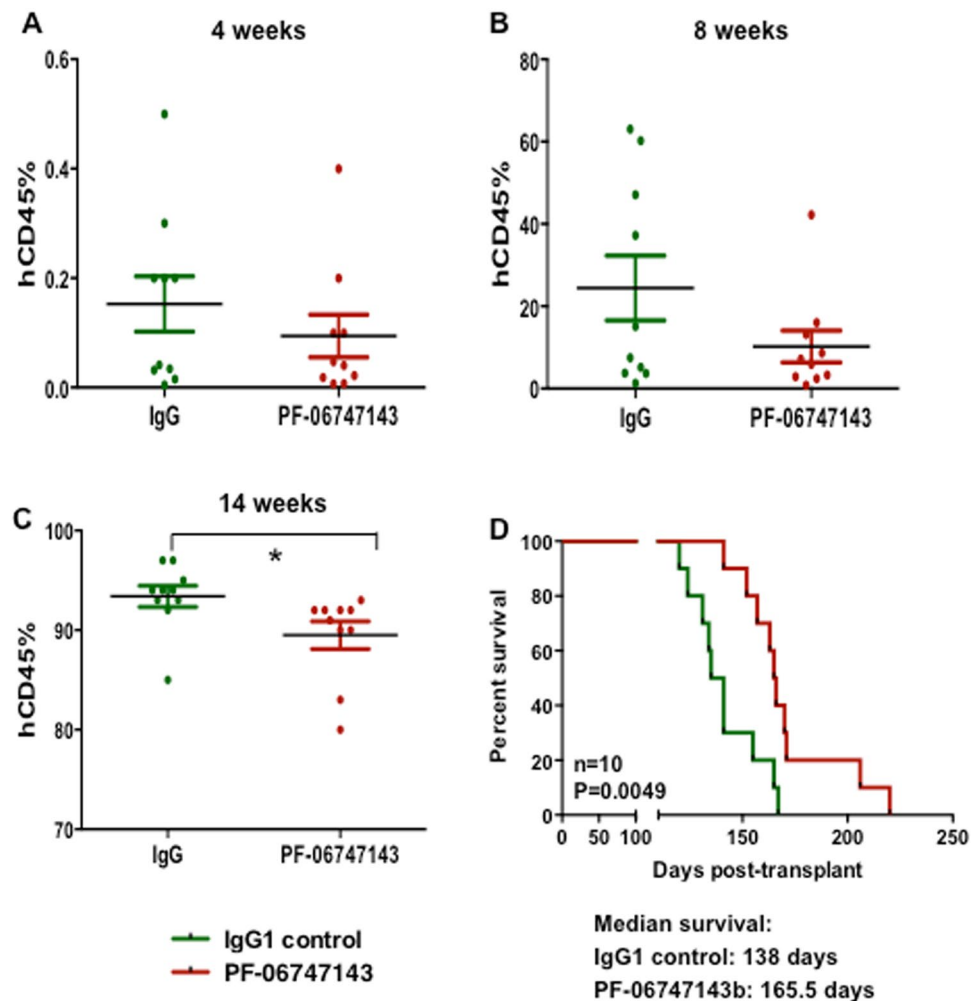 A
4 weeks
0.6
0.4
0.2
0.0
hCD45%
IgG
PF-06747143
B
8 weeks
80
60
40
20
0
hCD45%
IgG
PF-06747143
C
14 weeks
*
100
90
80
70
hCD45%
IgG
PF-06747143
IgG1 control
PF-06747143
D
100
80
60
40
20
0
Percent survival
n=10
P=0.0049
0 50 100 150 200 250
Days post-transplant
Median survival:
IgG1 control: 138 days
PF-06747143b: 165.5 days